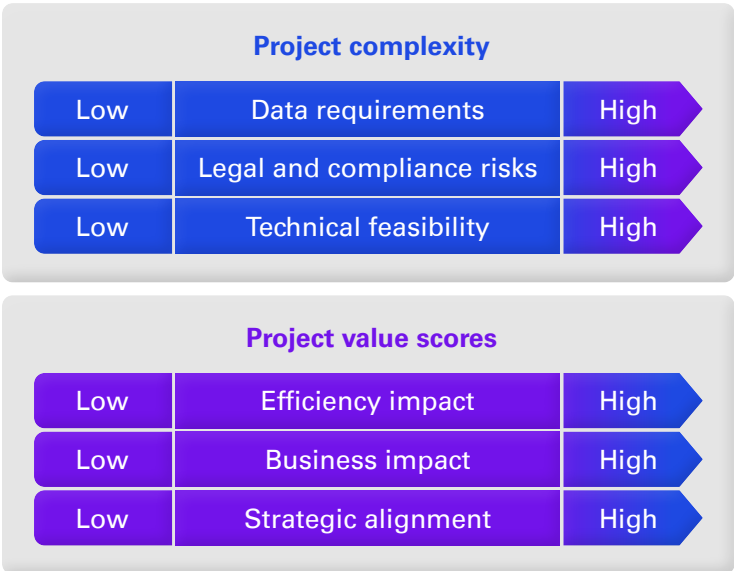 Project complexity
Low Data requirements High
Low Legal and compliance risks High
Low Technical feasibility High
Project value scores
Low Efficiency impact High
Low Business impact High
Low Strategic alignment High